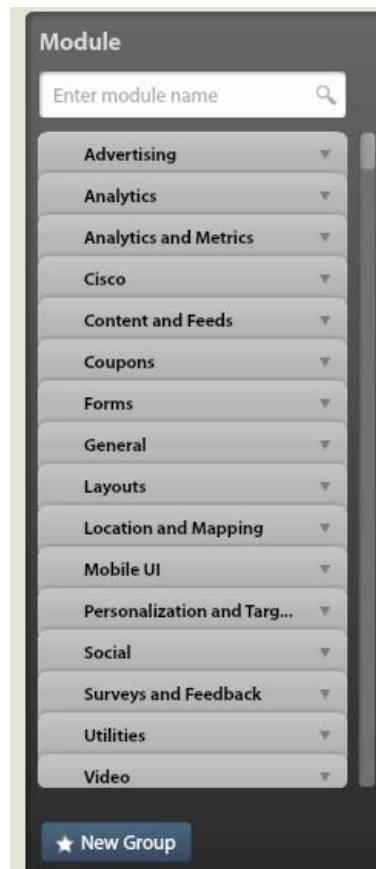 Module
Enter module name
Advertising
Analytics
Analytics and Metrics
Cisco
Content and Feeds
Coupons
Forms
General
Layouts
Location and Mapping
Mobile UI
Personalization and Targ...
Social
Surveys and Feedback
Utilities
Video
New Group